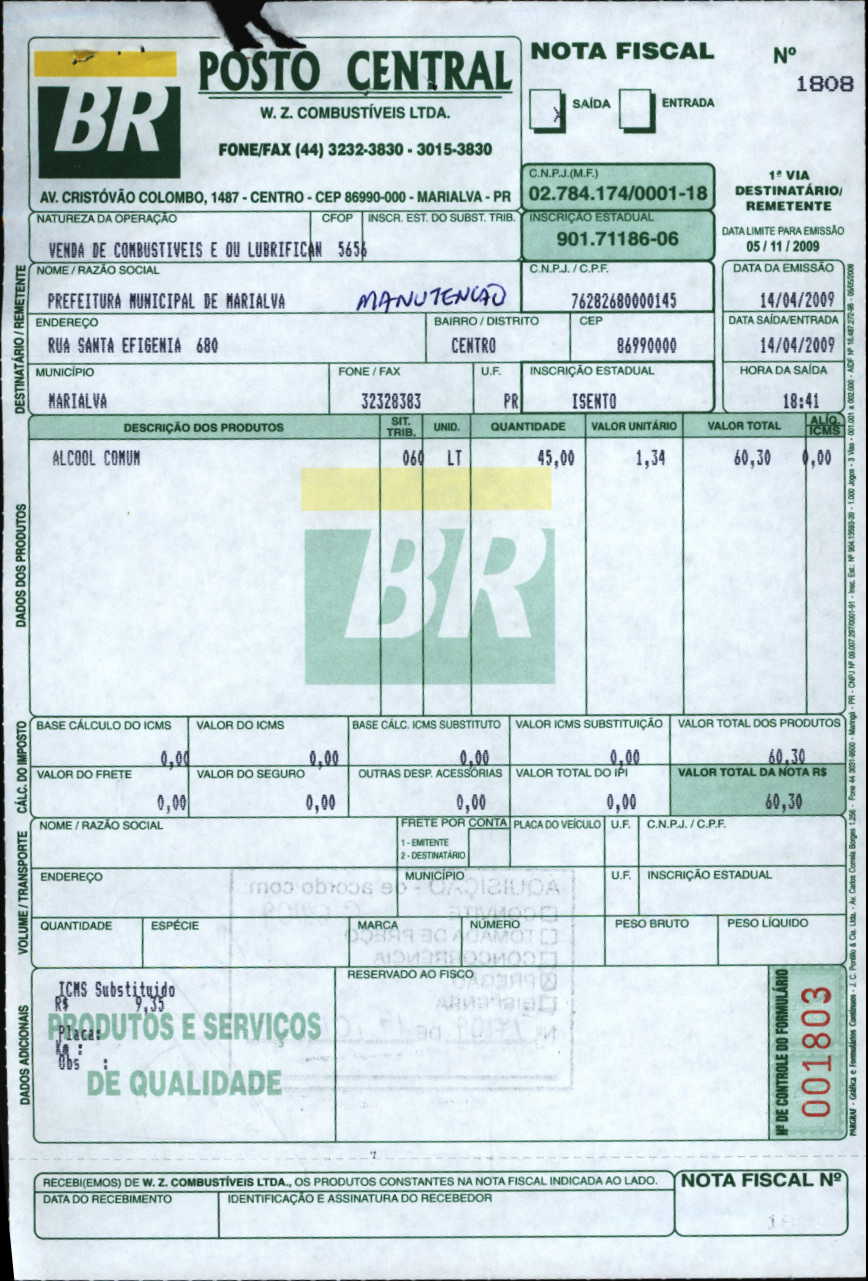 BR
POSTO CENTRAL
W. Z. COMBUSTÍVEIS LTDA.
FONE/FAX (44) 3232-3830 - 3015-3830
AV. CRISTÓVÃO COLOMBO, 1487 - CENTRO - CEP 86990-000 - MARIALVA - PR
NOTA FISCAL Nº
1808
X SAÍDA ENTRADA
C.N.P.J.(M.F.)
02.784.174/0001-18
1ª VIA
DESTINATÁRIO/
REMETENTE
NATUREZA DA OPERAÇÃO CFOP INSCR. EST. DO SUBST. TRIB. INSCRIÇÃO ESTADUAL
VENDA DE COMBUSTIVEIS E OU LUBRIFICAN 5656 901.71186-06
DATA LIMITE PARA EMISSÃO
05 / 11 / 2009
DESTINATÁRIO / REMETENTE
NOME / RAZÃO SOCIAL C.N.P.J. / C.P.F. DATA DA EMISSÃO
PREFEITURA MUNICIPAL DE MARIALVA MANUTENCAO 76282680000145 14/04/2009
ENDEREÇO BAIRRO / DISTRITO CEP DATA SAÍDA/ENTRADA
RUA SANTA EFIGENIA 680 CENTRO 86990000 14/04/2009
MUNICÍPIO FONE / FAX U.F. INSCRIÇÃO ESTADUAL HORA DA SAÍDA
MARIALVA 32328383 PR ISENTO 18:41
DADOS DOS PRODUTOS
DESCRIÇÃO DOS PRODUTOS SIT. TRIB. UNID. QUANTIDADE VALOR UNITÁRIO VALOR TOTAL ALÍQ. ICMS
ALCOOL COMUM 060 LT 45,00 1,34 60,30 0,00
BR
CÁLC. DO IMPOSTO
BASE CÁLCULO DO ICMS VALOR DO ICMS BASE CÁLC. ICMS SUBSTITUTO VALOR ICMS SUBSTITUIÇÃO VALOR TOTAL DOS PRODUTOS
0,00 0,00 0,00 0,00 60,30
VALOR DO FRETE VALOR DO SEGURO OUTRAS DESP. ACESSÓRIAS VALOR TOTAL DO IPI VALOR TOTAL DA NOTA R$
0,00 0,00 0,00 0,00 60,30
VOLUME / TRANSPORTE
NOME / RAZÃO SOCIAL FRETE POR CONTA PLACA DO VEÍCULO U.F. C.N.P.J. / C.P.F.
1 - EMITENTE
2 - DESTINATÁRIO
ENDEREÇO MUNICÍPIO U.F. INSCRIÇÃO ESTADUAL
QUANTIDADE ESPÉCIE MARCA NÚMERO PESO BRUTO PESO LÍQUIDO
AQUISIÇÃO - de acordo com
CONVITE
TOMADA DE PREÇO
CONCORRÊNCIA
PREGÃO
DISPENSA
DADOS ADICIONAIS
RESERVADO AO FISCO
ICMS Substituido
R$ 9,35
PRODUTOS E SERVIÇOS
Placa:
Km :
Obs :
DE QUALIDADE
Nº DE CONTROLE DO FORMULÁRIO
001803
RECEBI(EMOS) DE W. Z. COMBUSTÍVEIS LTDA., OS PRODUTOS CONSTANTES NA NOTA FISCAL INDICADA AO LADO.
NOTA FISCAL Nº
DATA DO RECEBIMENTO IDENTIFICAÇÃO E ASSINATURA DO RECEBEDOR